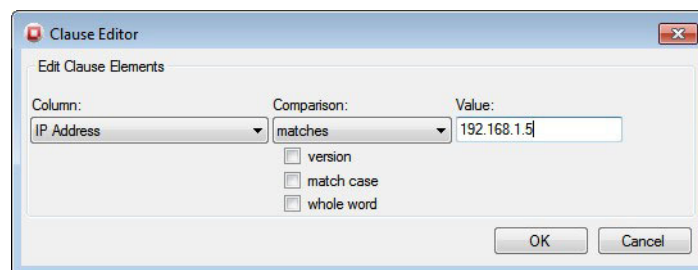 Clause Editor
Edit Clause Elements
Column: Comparison: Value:
IP Address matches 192.168.1.5
version
match case
whole word
OK Cancel